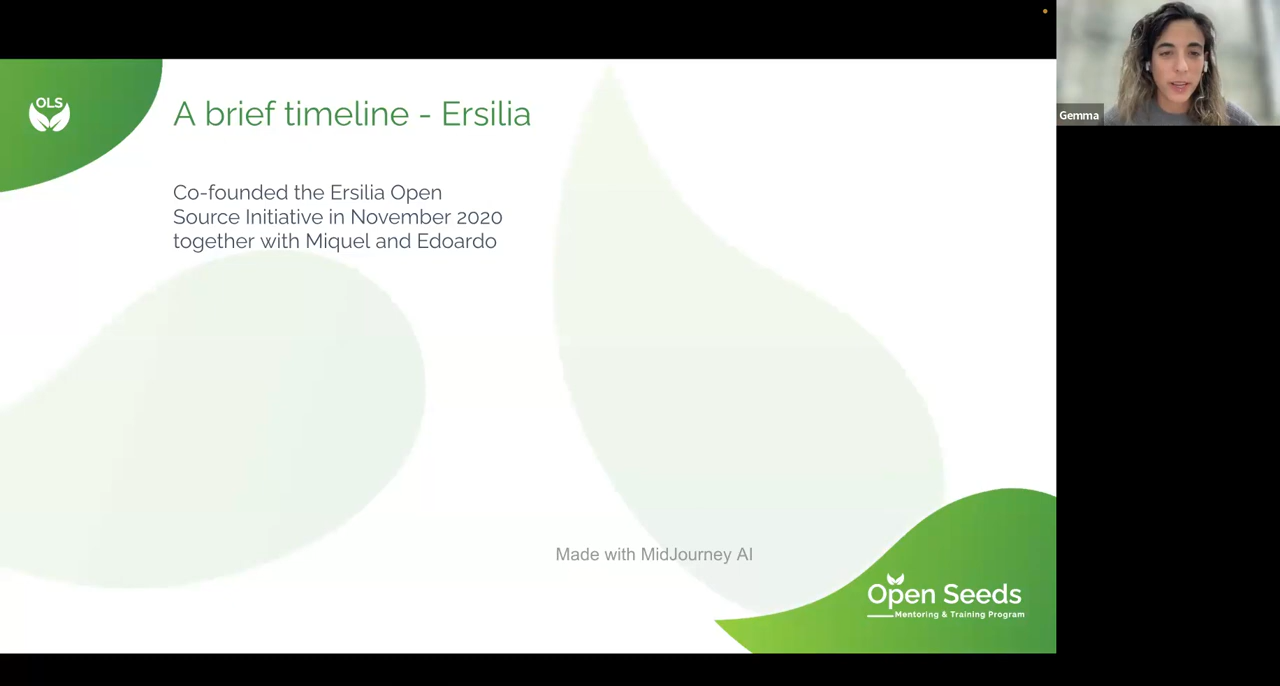 OLS
A brief timeline - Ersilia
Gemma
Co-founded the Ersilia Open
Source Initiative in November 2020
together with Miquel and Edoardo
Made with MidJourney AI
Open Seeds
Mentoring & Training Program